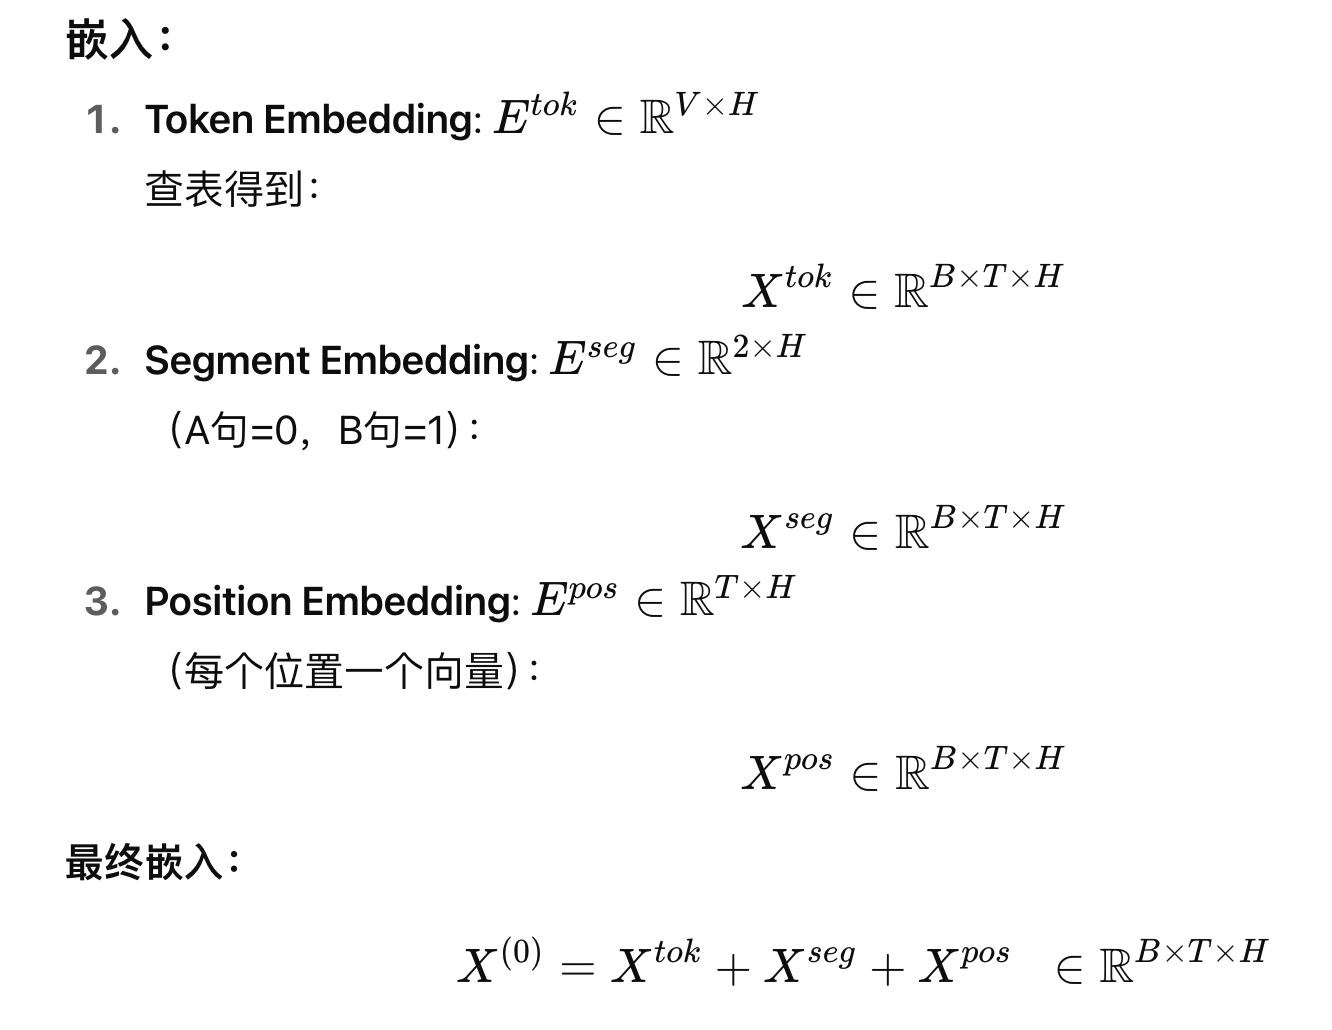 嵌入：
1. Token Embedding: $E^{tok} \in \mathbb{R}^{V \times H}$
查表得到：
$X^{tok} \in \mathbb{R}^{B \times T \times H}$
2. Segment Embedding: $E^{seg} \in \mathbb{R}^{2 \times H}$
（A句=0，B句=1）：
$X^{seg} \in \mathbb{R}^{B \times T \times H}$
3. Position Embedding: $E^{pos} \in \mathbb{R}^{T \times H}$
（每个位置一个向量）：
$X^{pos} \in \mathbb{R}^{B \times T \times H}$
最终嵌入：
$X^{(0)} = X^{tok} + X^{seg} + X^{pos} \quad \in \mathbb{R}^{B \times T \times H}$